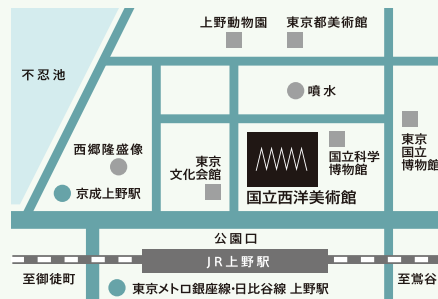 上野動物園
東京都美術館
不忍池
噴水
西郷隆盛像
東京
文化会館
国立科学
博物館
東京
国立
博物館
京成上野駅
国立西洋美術館
公園口
JR上野駅
至御徒町
至鶯谷
東京メトロ銀座線・日比谷線 上野駅